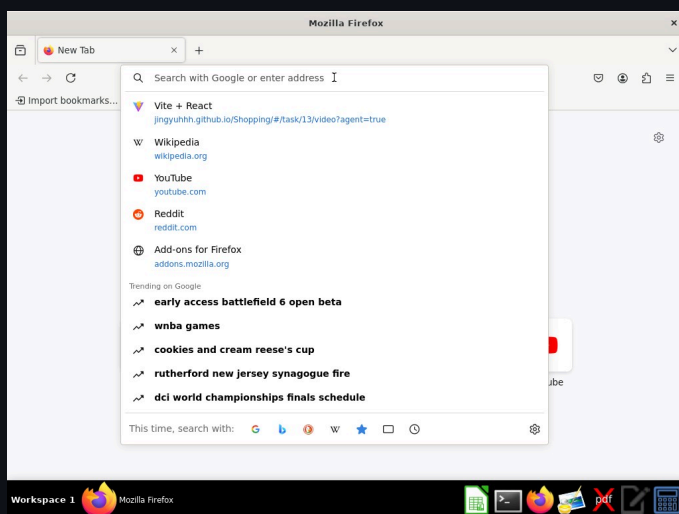 Mozilla Firefox
New Tab
Search with Google or enter address
Import bookmarks...
Vite + React
jingyuhhh.github.io/Shopping/#/task/13/video?agent=true
Wikipedia
wikipedia.org
YouTube
youtube.com
Reddit
reddit.com
Add-ons for Firefox
addons.mozilla.org
Trending on Google
early access battlefield 6 open beta
wnba games
cookies and cream reese's cup
rutherford new jersey synagogue fire
ube
dci world championships finals schedule
This time, search with:
Workspace 1 Mozilla Firefox pdf